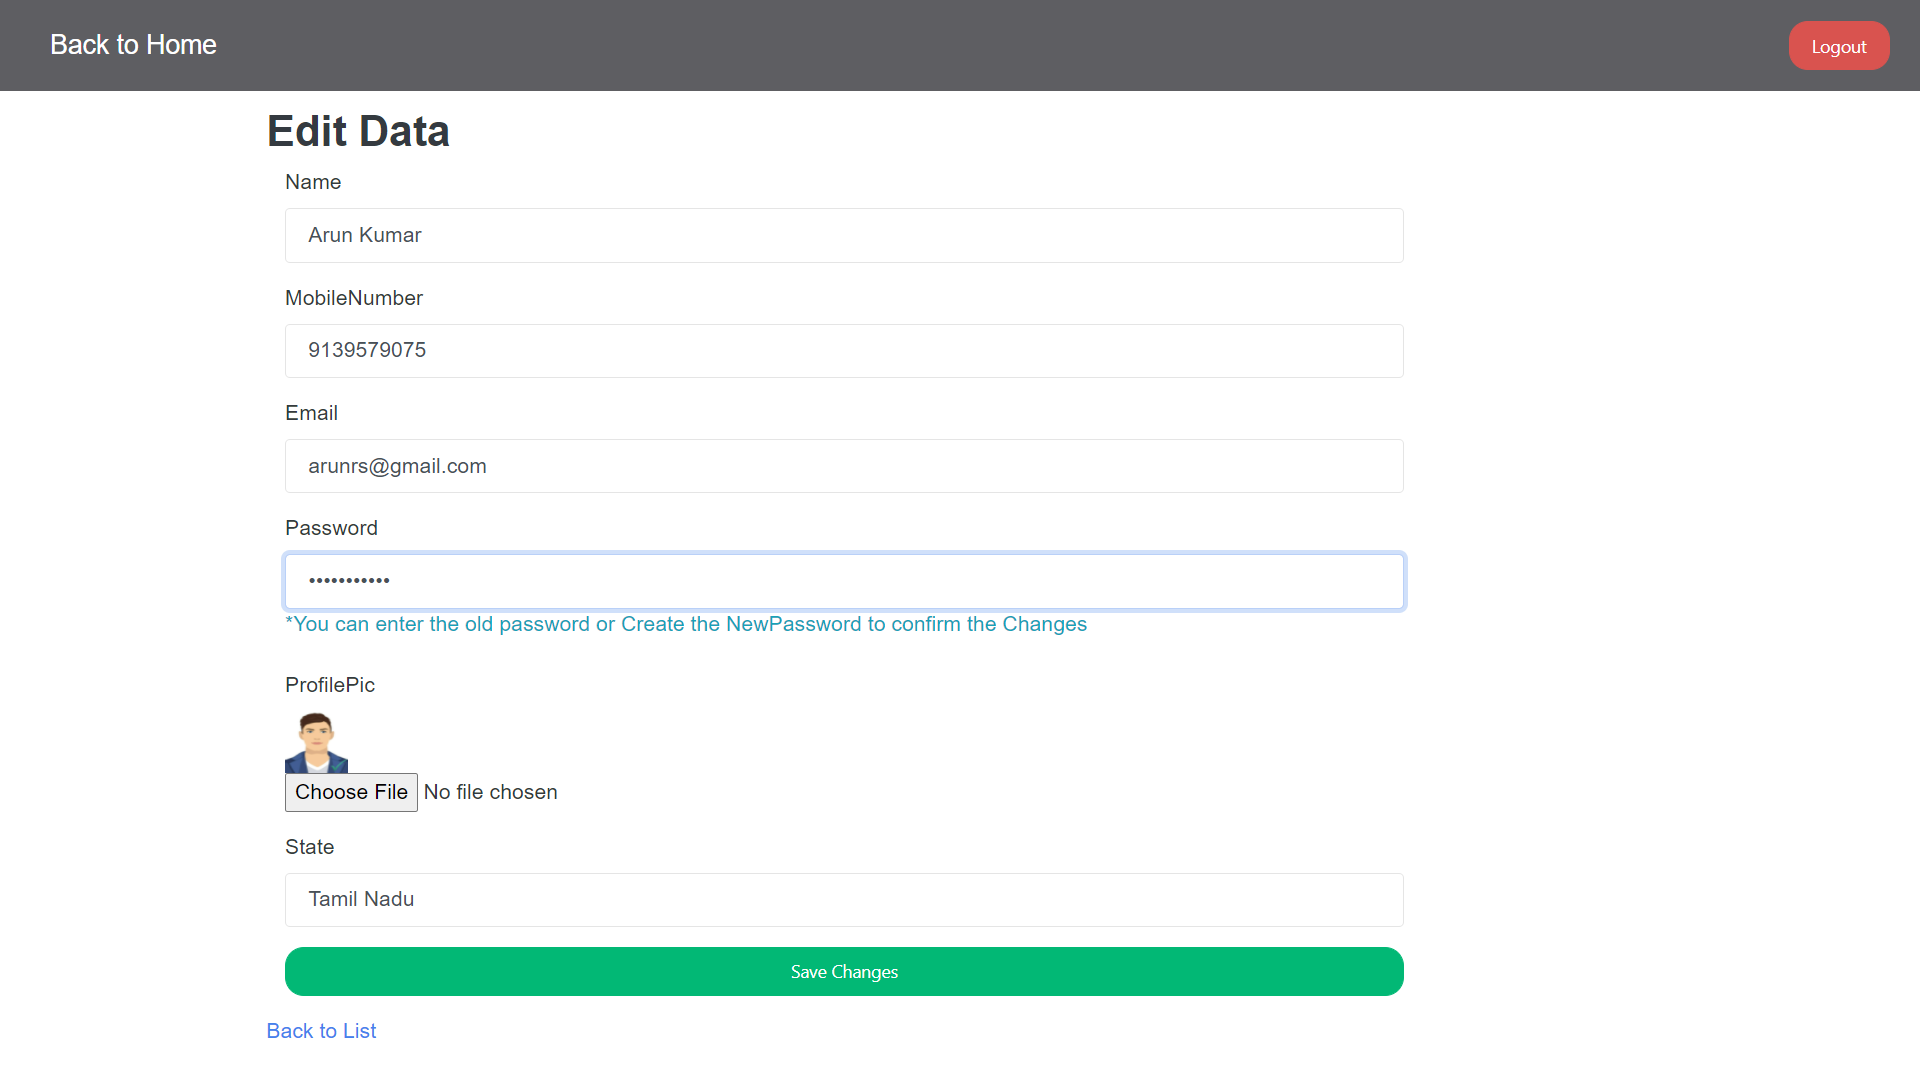 Back to Home
Logout
Edit Data
Name
Arun Kumar
MobileNumber
9139579075
Email
arunrs@gmail.com
Password
•••••••••••
*You can enter the old password or Create the NewPassword to confirm the Changes
ProfilePic
Choose File No file chosen
State
Tamil Nadu
Save Changes
Back to List